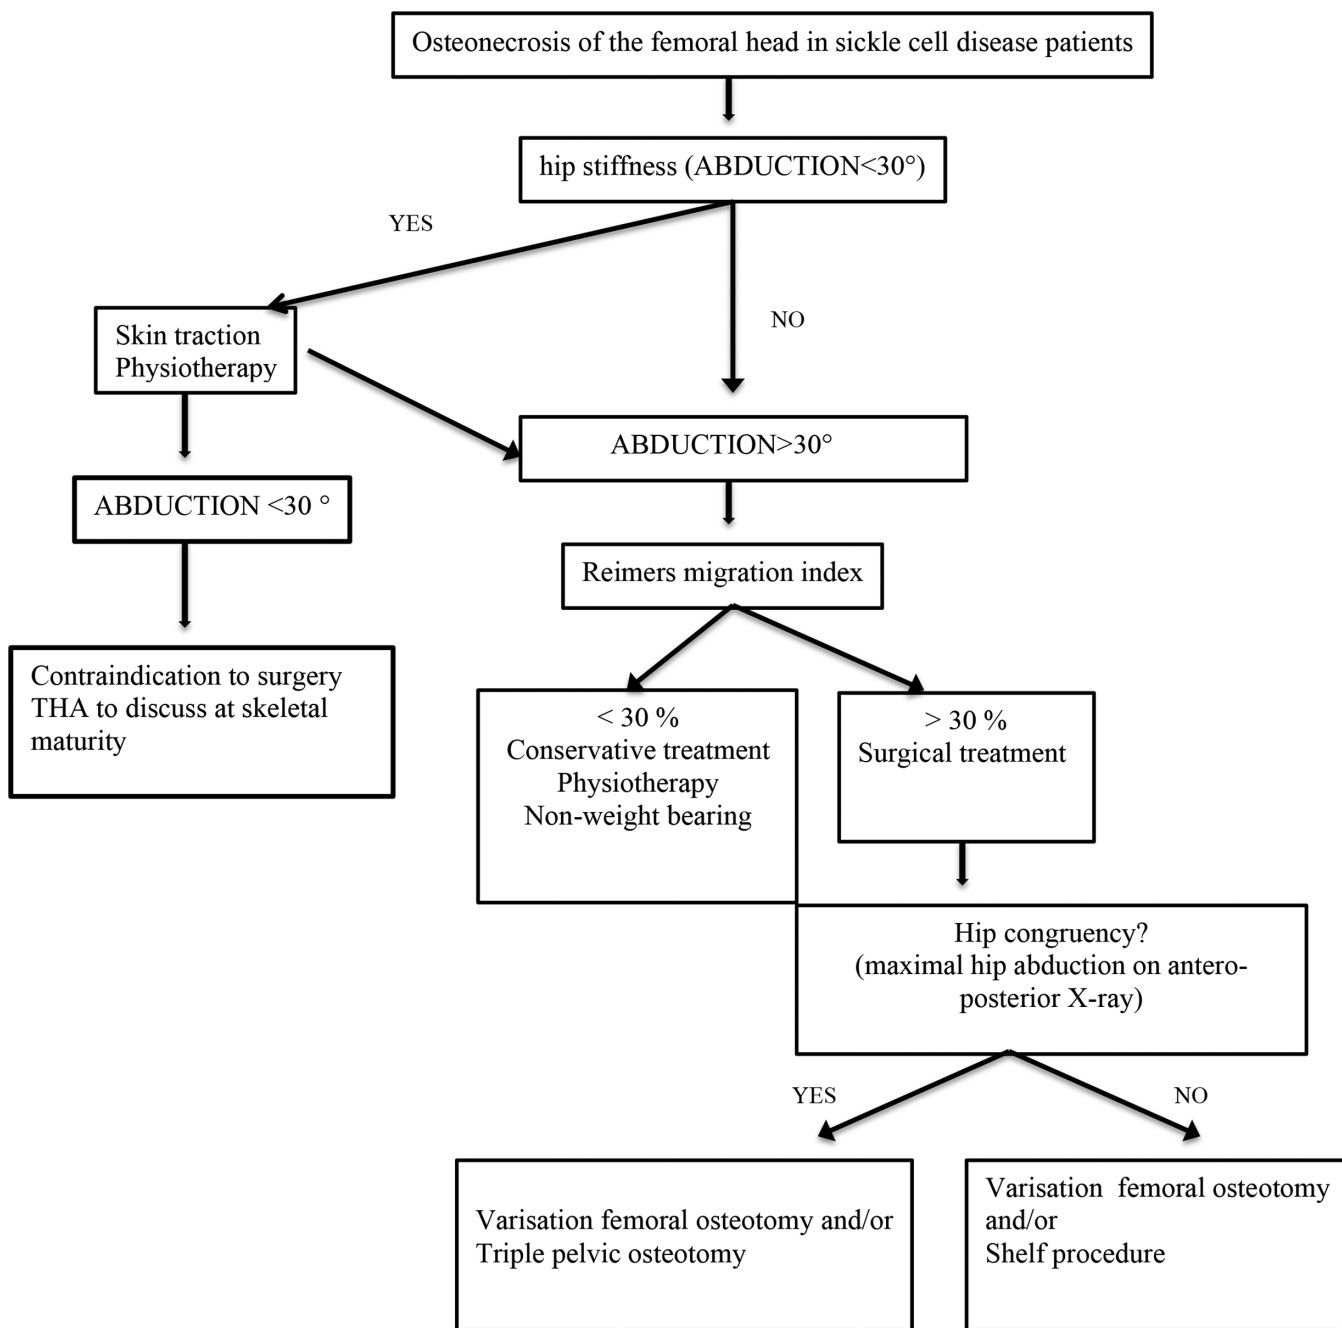 Osteonecrosis of the femoral head in sickle cell disease patients
hip stiffness (ABDUCTION<30°)
YES
NO
Skin traction
Physiotherapy
ABDUCTION>30°
ABDUCTION <30 °
Reimers migration index
Contraindication to surgery
THA to discuss at skeletal
maturity
< 30 %
Conservative treatment
Physiotherapy
Non-weight bearing
> 30 %
Surgical treatment
Hip congruency?
(maximal hip abduction on antero-
posterior X-ray)
YES
NO
Varisation femoral osteotomy and/or
Triple pelvic osteotomy
Varisation  femoral osteotomy
and/or
Shelf procedure